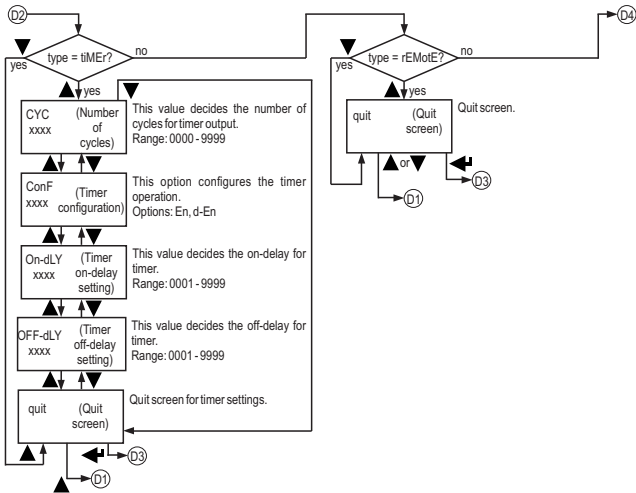 D2
type = tiMEr?
no
yes
yes
CYC
xxxx
(Number
of
cycles)
This value decides the number of
cycles for timer output.
Range: 0000 - 9999
ConF
xxxx
(Timer
configuration)
This option configures the timer
operation.
Options: En, d-En
On-dLY
xxxx
(Timer
on-delay
setting)
This value decides the on-delay for
timer.
Range: 0001 - 9999
OFF-dLY
xxxx
(Timer
off-delay
setting)
This value decides the off-delay for
timer.
Range: 0001 - 9999
quit
(Quit
screen)
Quit screen for timer settings.
D3
D1
type = rEMotE?
no
D4
yes
yes
quit
(Quit
screen)
Quit screen.
or
D3
D1